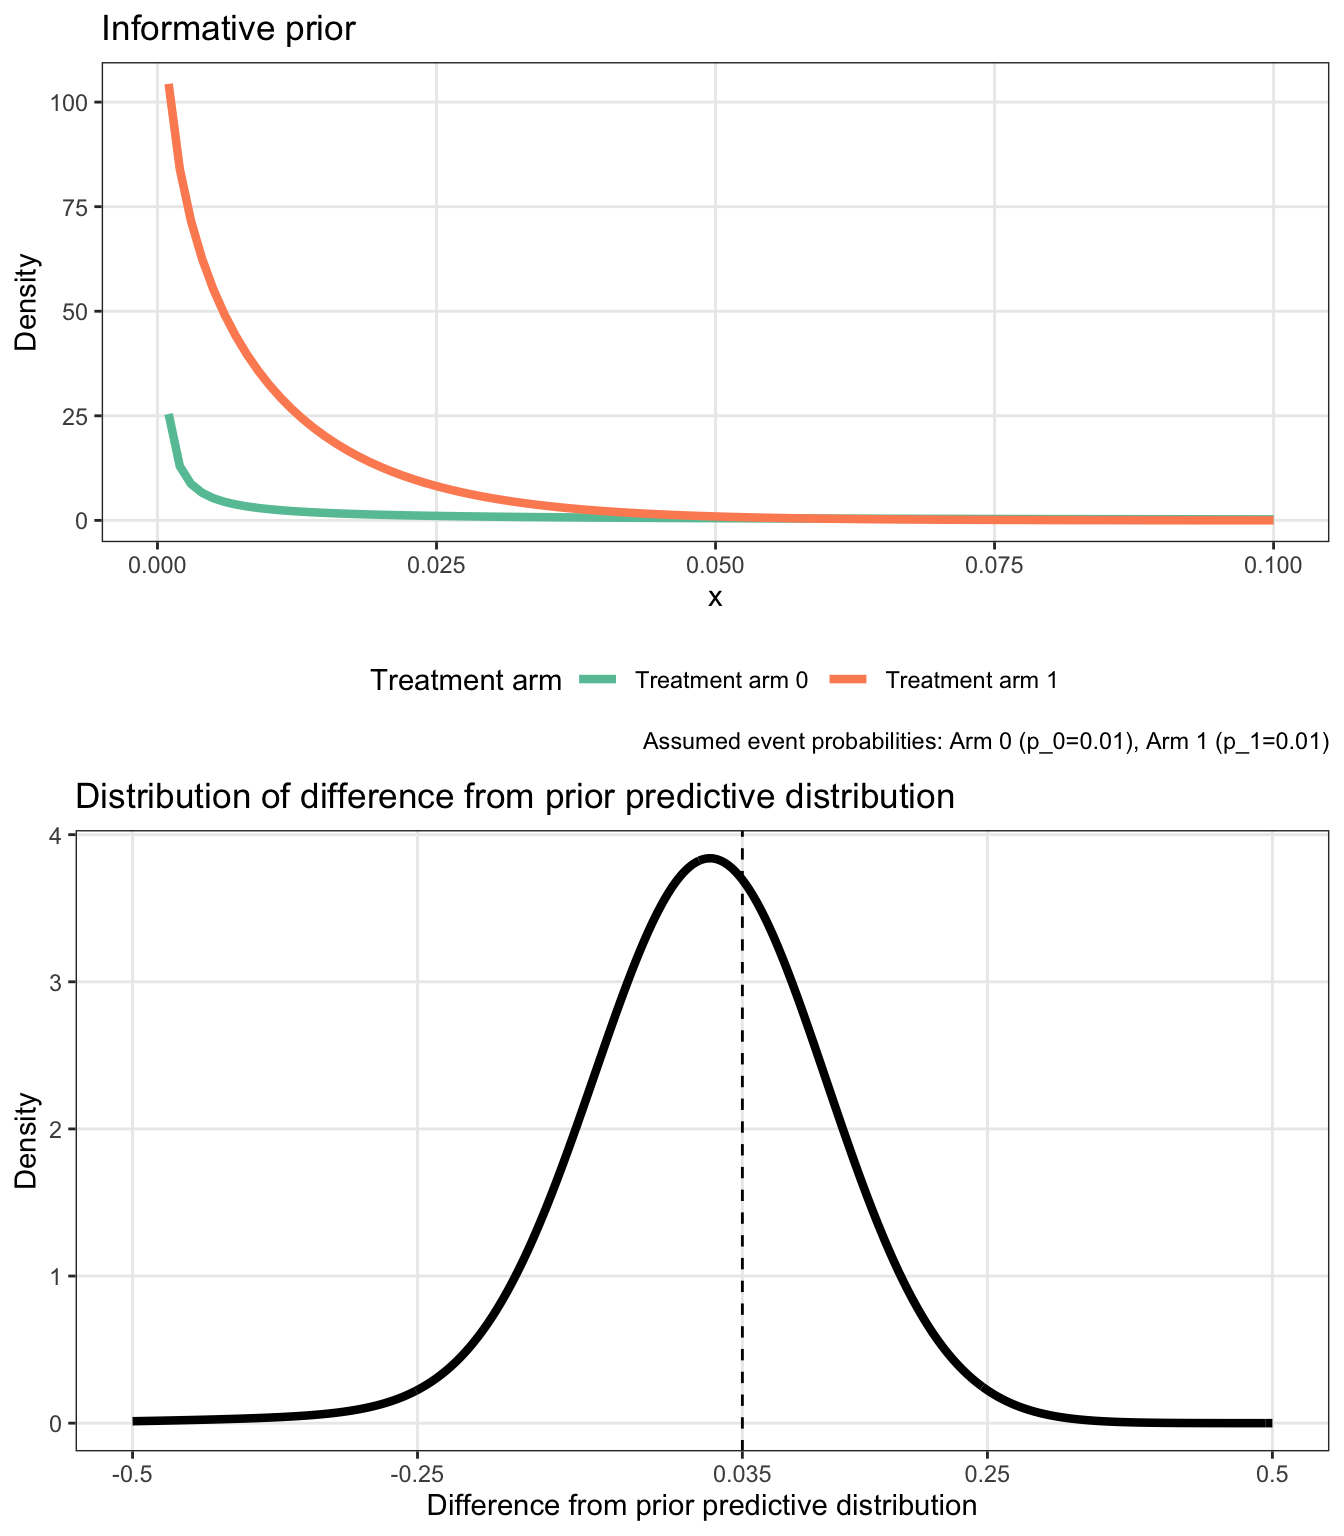 Informative prior
100
75
50
25
0
Density
0.000 0.025 0.050 0.075 0.100
x
Treatment arm Treatment arm 0 Treatment arm 1
Assumed event probabilities: Arm 0 (p_0=0.01), Arm 1 (p_1=0.01)
Distribution of difference from prior predictive distribution
4
3
2
1
0
Density
-0.5 -0.25 0.035 0.25 0.5
Difference from prior predictive distribution